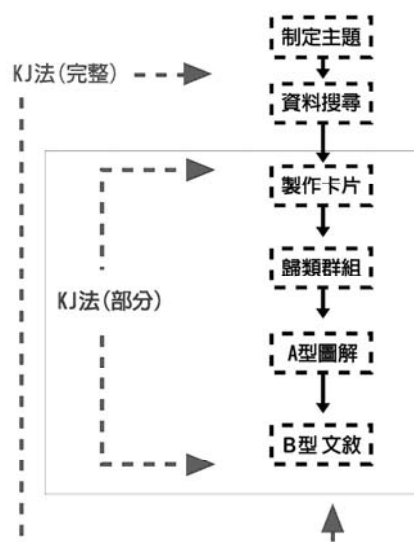 制定主題
KJ法(完整)
資料搜尋
製作卡片
歸類群組
KJ法(部分)
A型圖解
B型 文敘